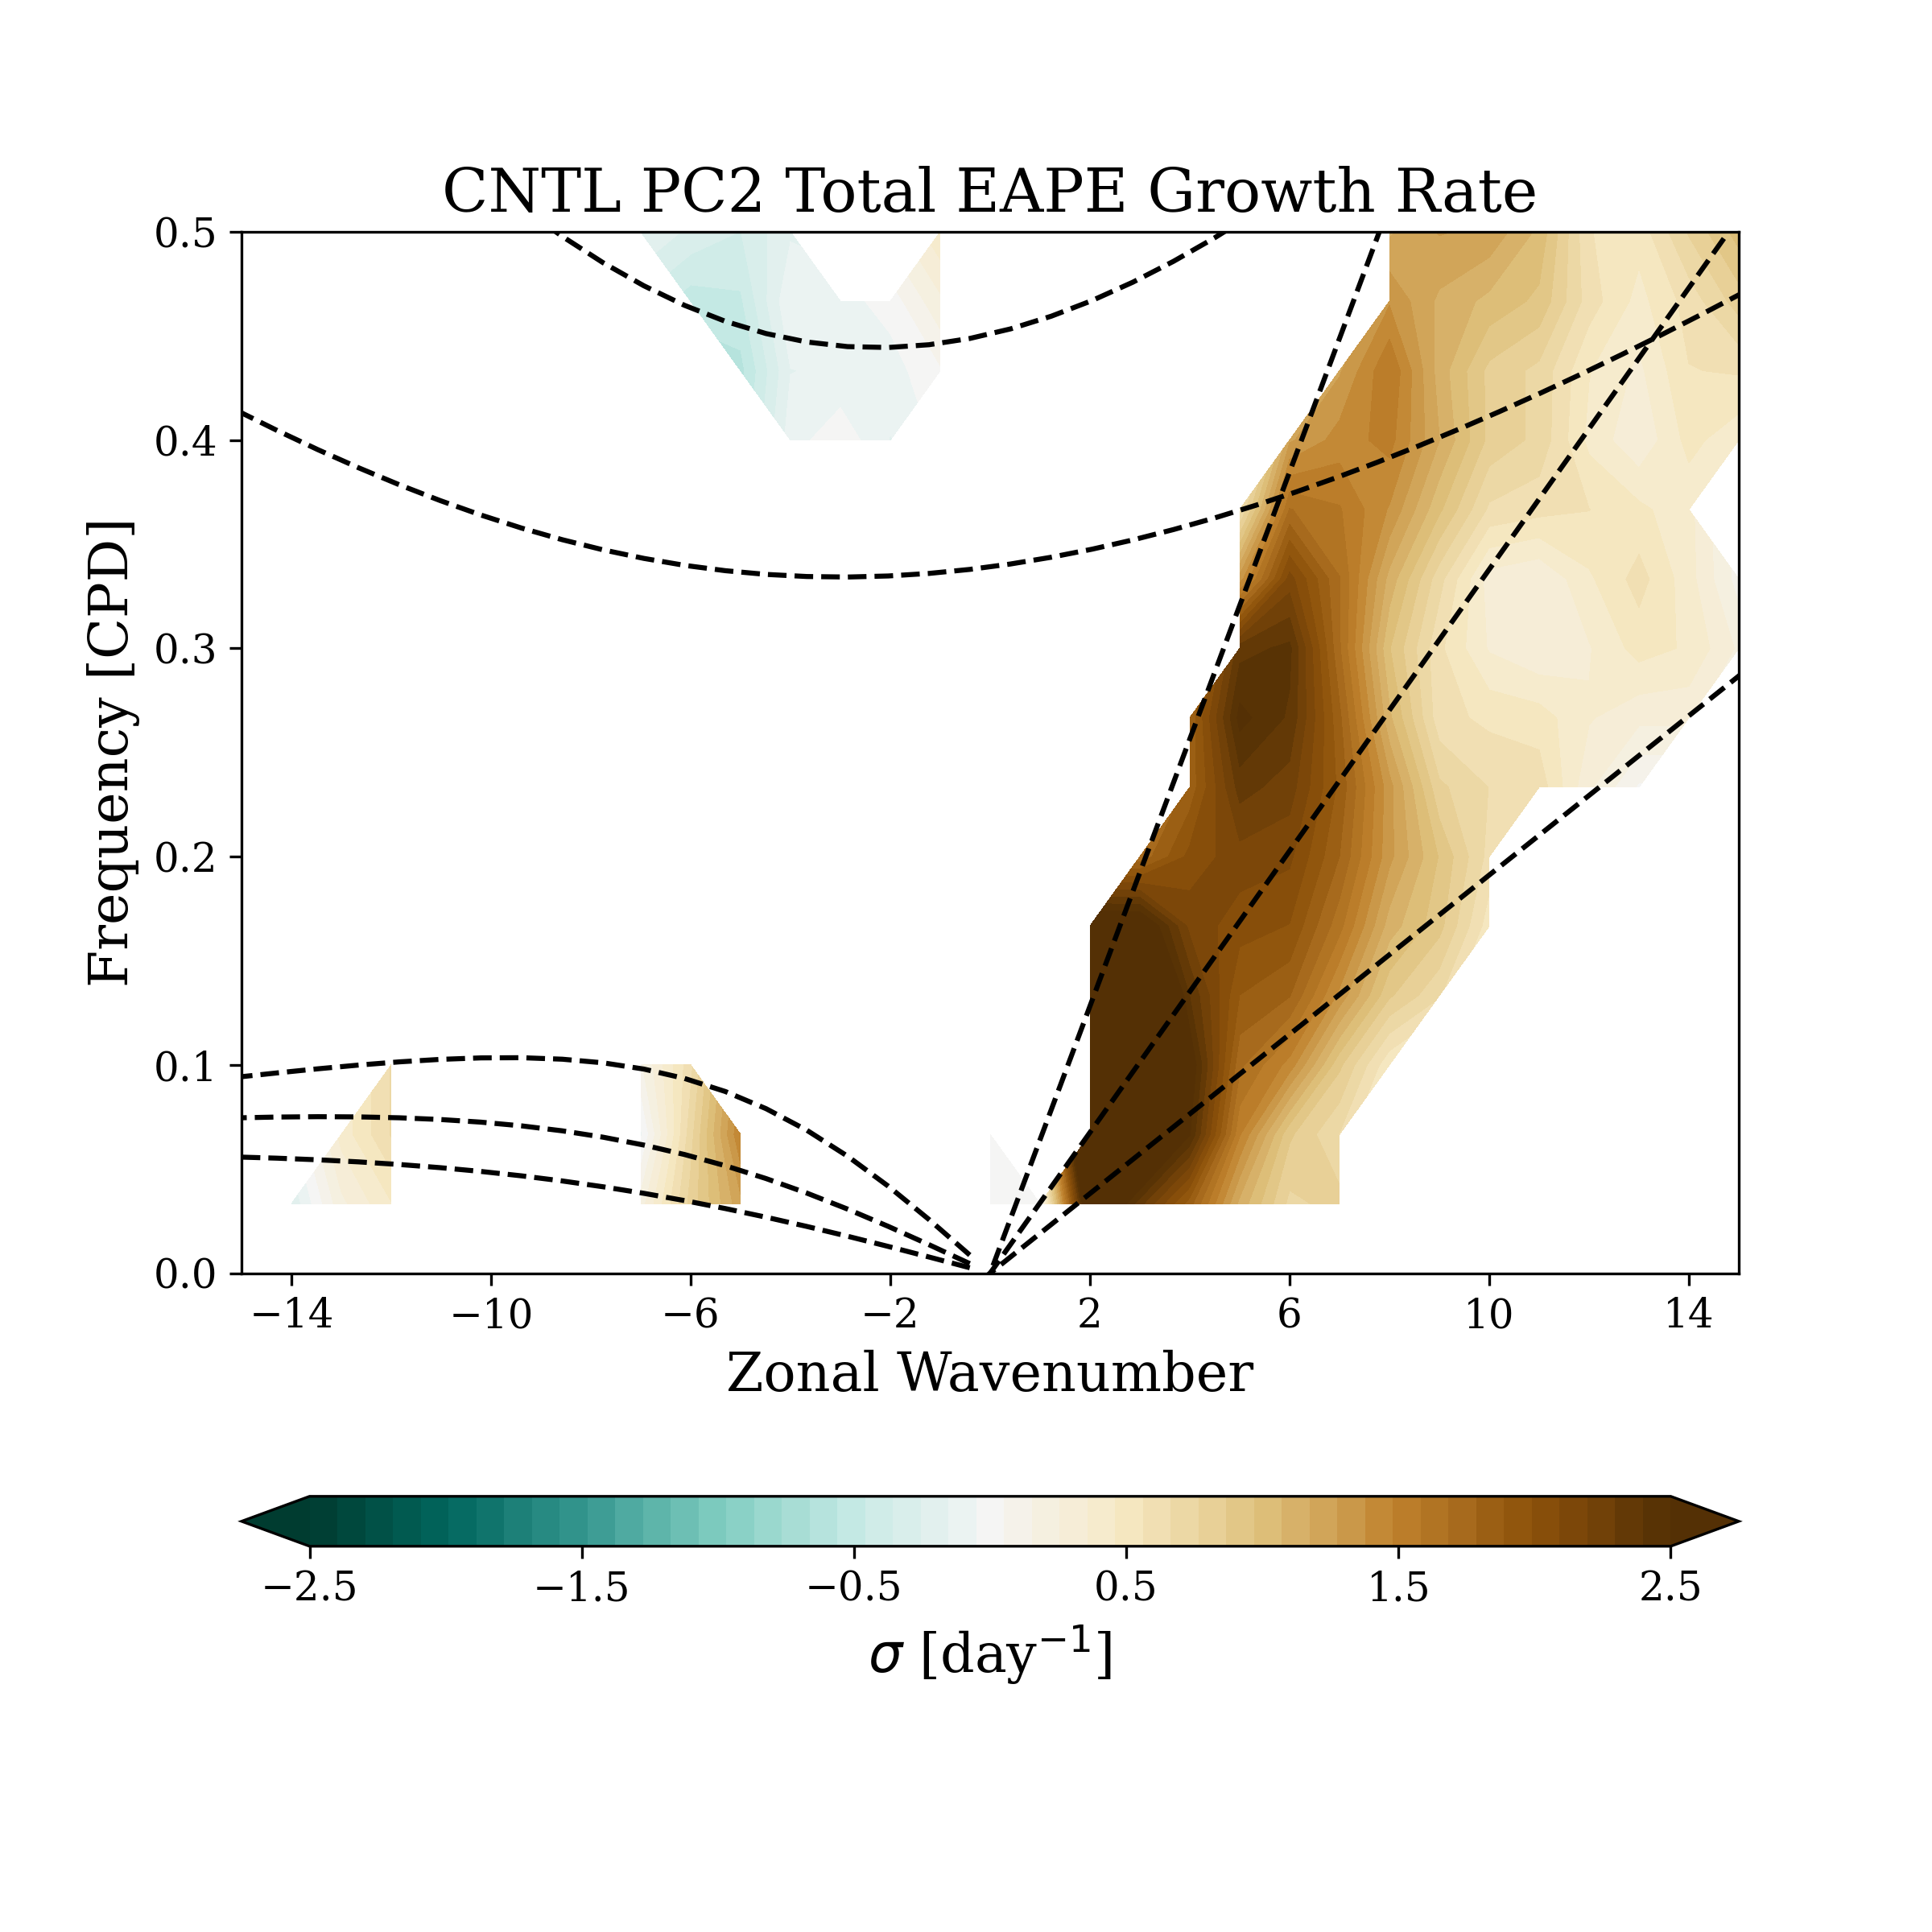 CNTL PC2 Total EAPE Growth Rate
0.5
0.4
0.3
0.2
0.1
0.0
Frequency [CPD]
−14 −10 −6 −2 2 6 10 14
Zonal Wavenumber
−2.5 −1.5 −0.5 0.5 1.5 2.5
σ [day⁻¹]